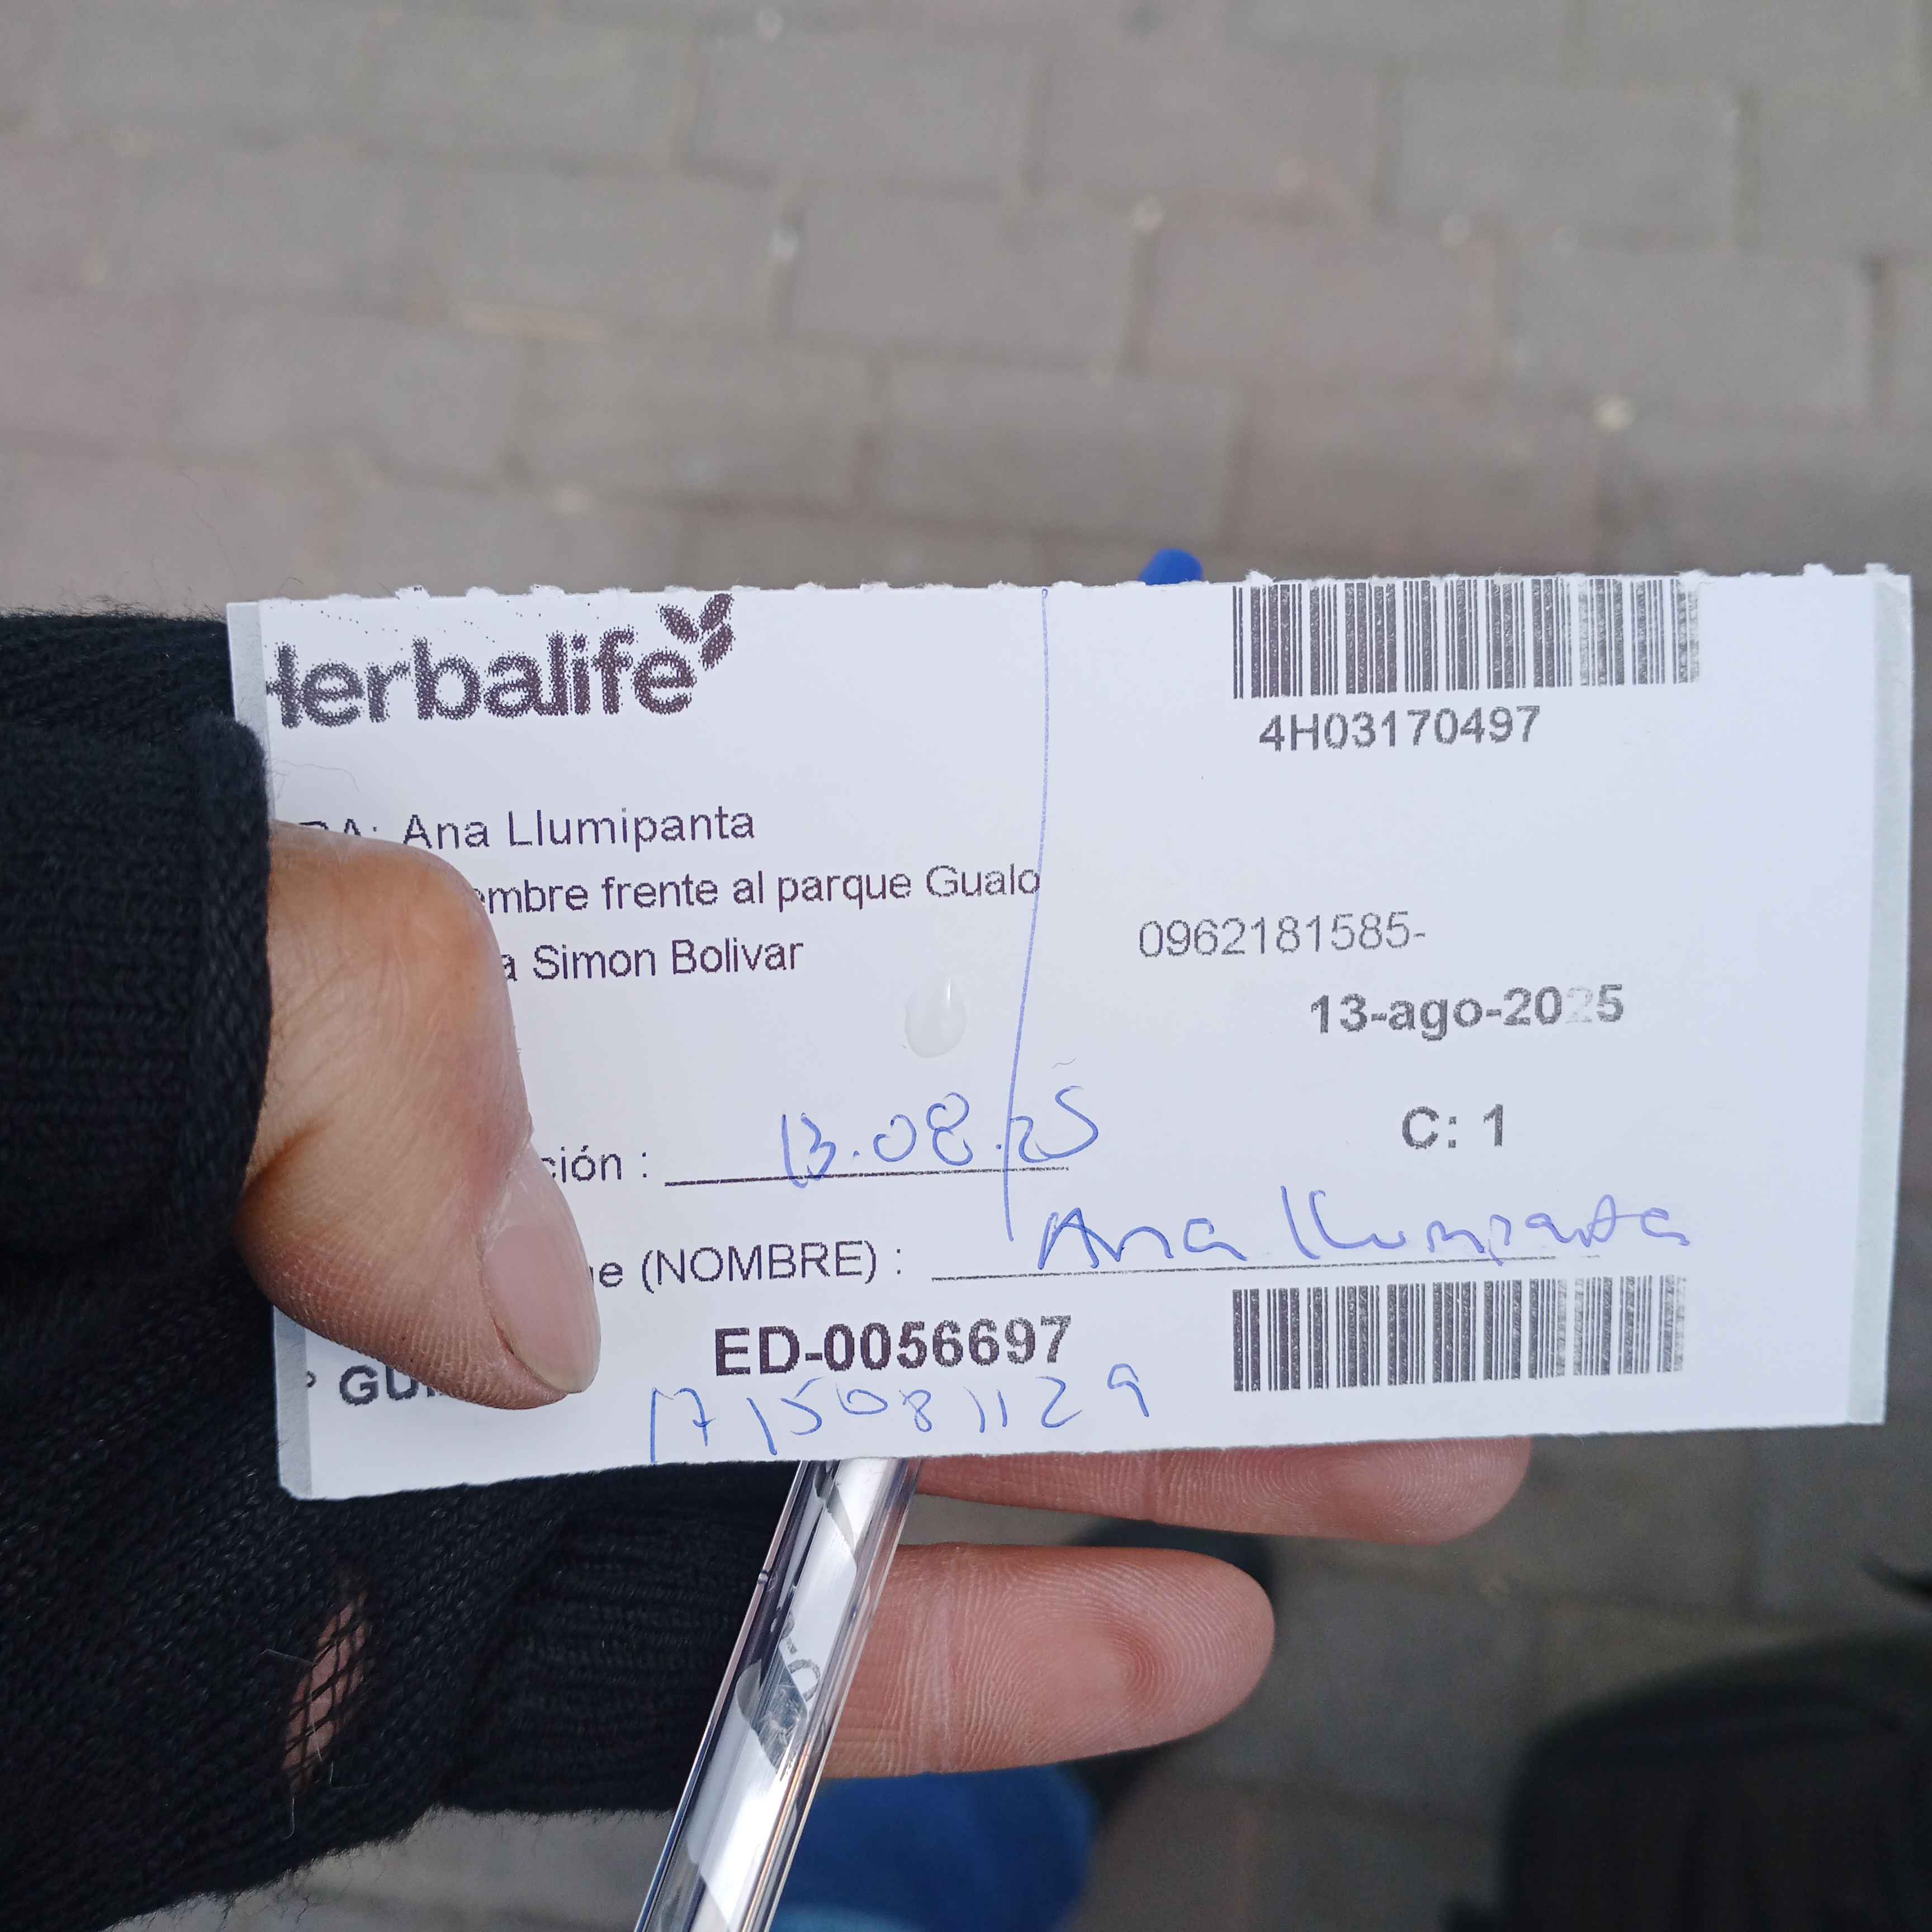 Herbalife
4H03170497
RA: Ana Llumipanta
embre frente al parque Gualo
0962181585-
a Simon Bolivar
13-ago-2025
C: 1
ción : 13.08.25
e (NOMBRE) : Ana Llumipanta
ED-0056697
1715081129